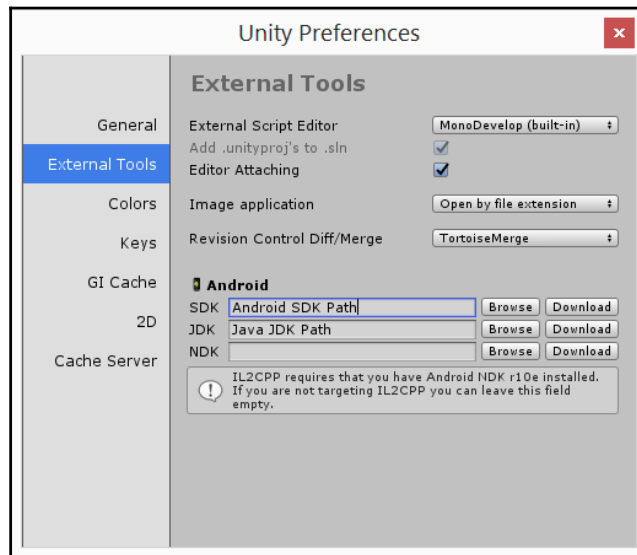 Unity Preferences
x
External Tools
General
External Tools
Colors
Keys
GI Cache
2D
Cache Server
External Script Editor MonoDevelop (built-in)
Add .unityproj's to .sln
Editor Attaching
Image application Open by file extension
Revision Control Diff/Merge TortoiseMerge
Android
SDK Android SDK Path Browse Download
JDK Java JDK Path Browse Download
NDK Browse Download
IL2CPP requires that you have Android NDK r10e installed.
If you are not targeting IL2CPP you can leave this field
empty.